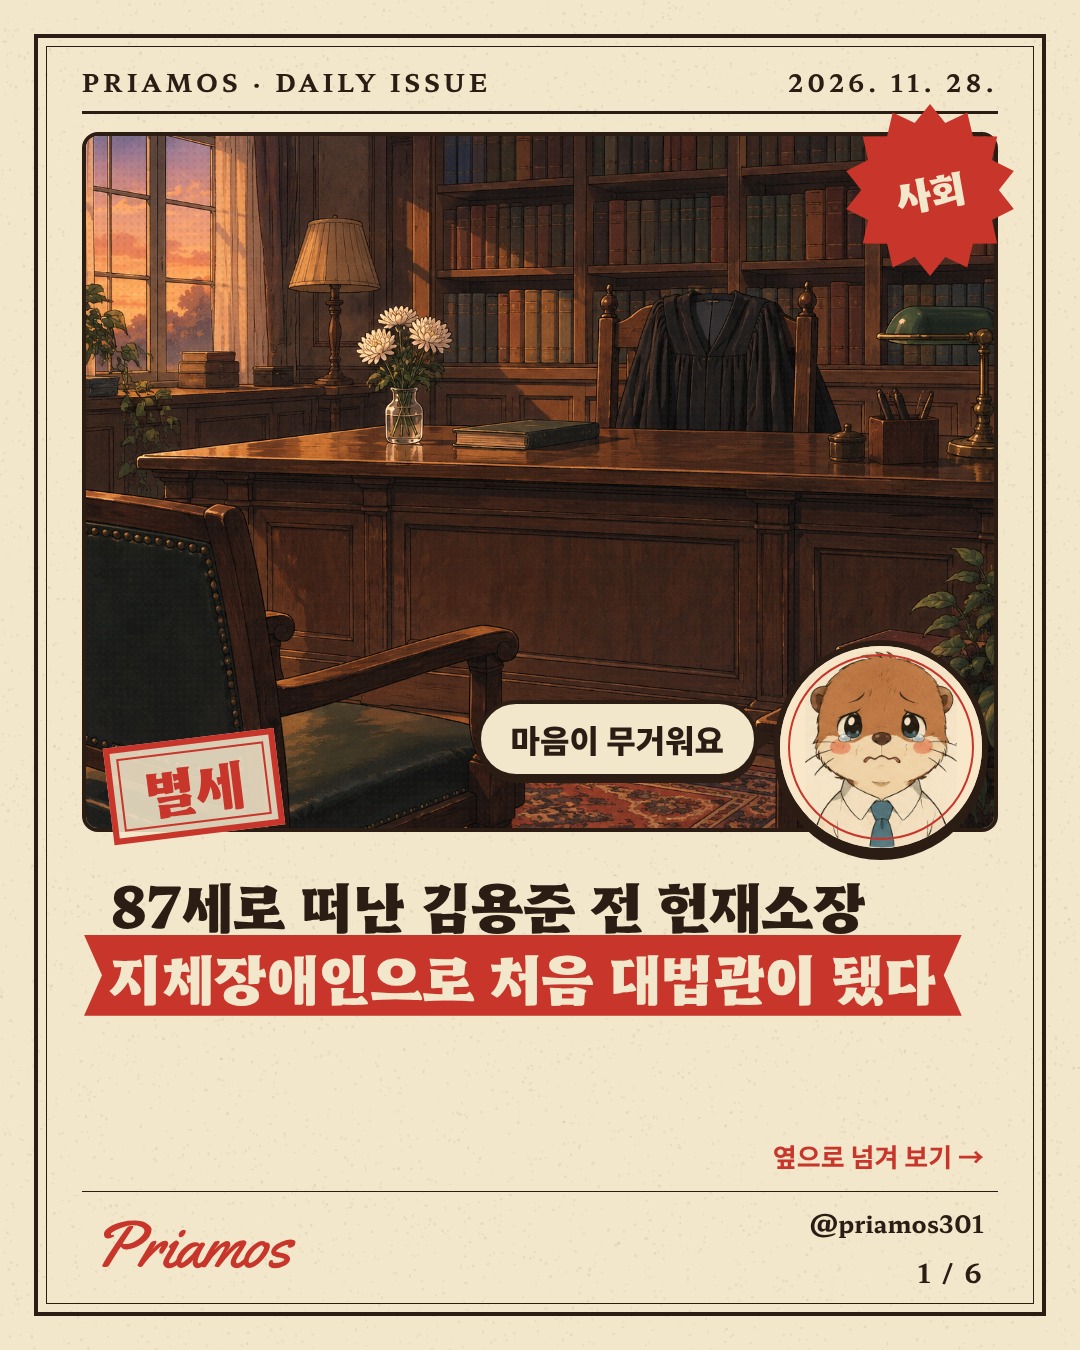 PRIAMOS · DAILY ISSUE
2026. 11. 28.
사회
마음이 무거워요
별세
87세로 떠난 김용준 전 헌재소장
지체장애인으로 처음 대법관이 됐다
옆으로 넘겨 보기 →
Priamos
@priamos301
1 / 6